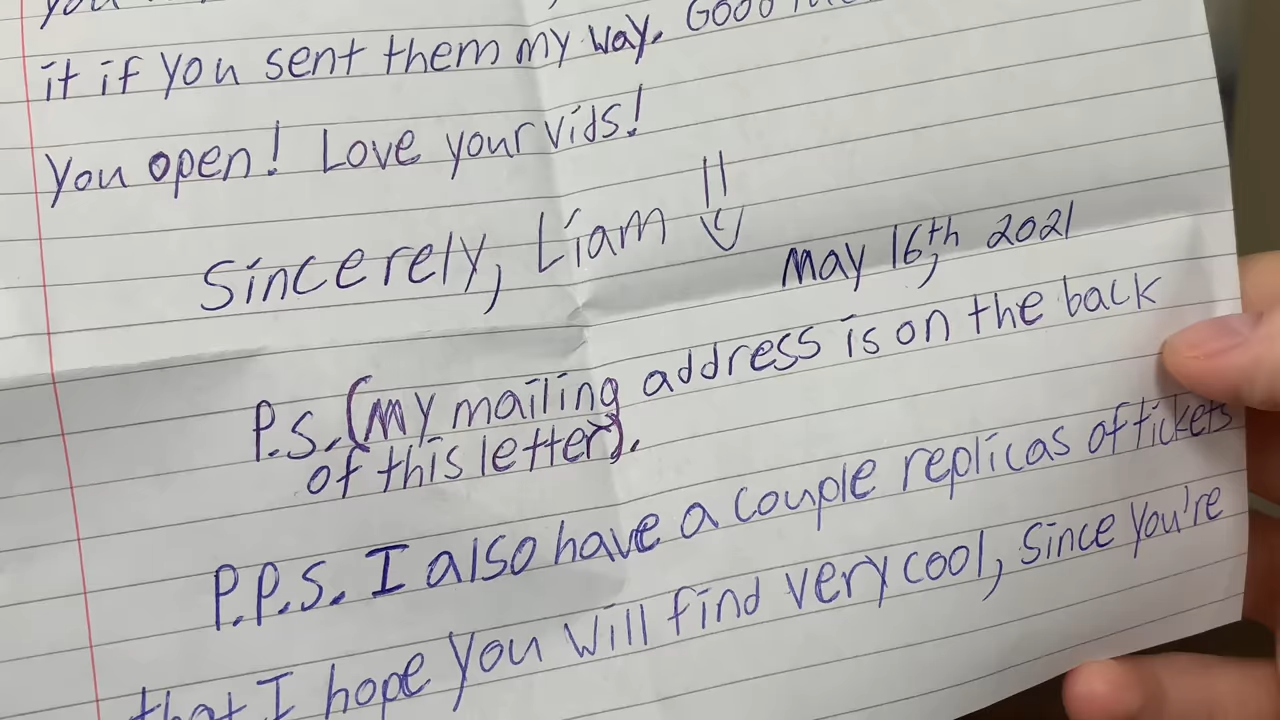 you
it if you sent them my way. Good
you open! Love your vids!
Sincerely, Liam
May 16th, 2021
P.S. (my mailing address is on the back
of this letter).
P.P.S. I also have a couple replicas of tickets
that I hope you will find very cool, since you're